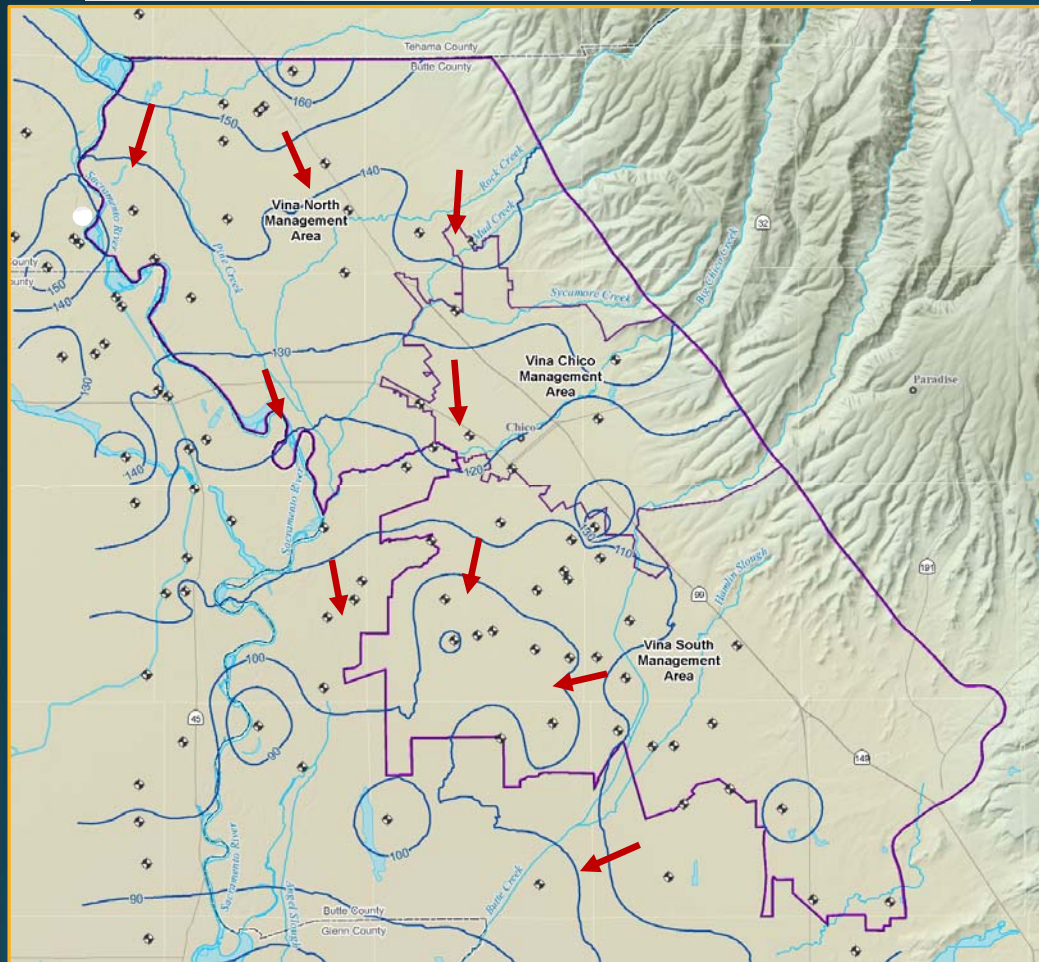 Tehama County
Butte County
160
150
140
Rock Creek
Mud Creek
32
Vina-North
Management
Area
Sacramento River
Pine Creek
Big Chico Creek
ounty
ounty
150
140
Sycamore Creek
130
130
Vina Chico
Management
Area
Paradise
Chico
140
120
Sacramento River
130
110
Hamlin Slough
191
99
Vina South
Management
Area
100
45
90
149
100
Butte Creek
Sacramento River
Angel Slough
90
Butte County
Glenn County